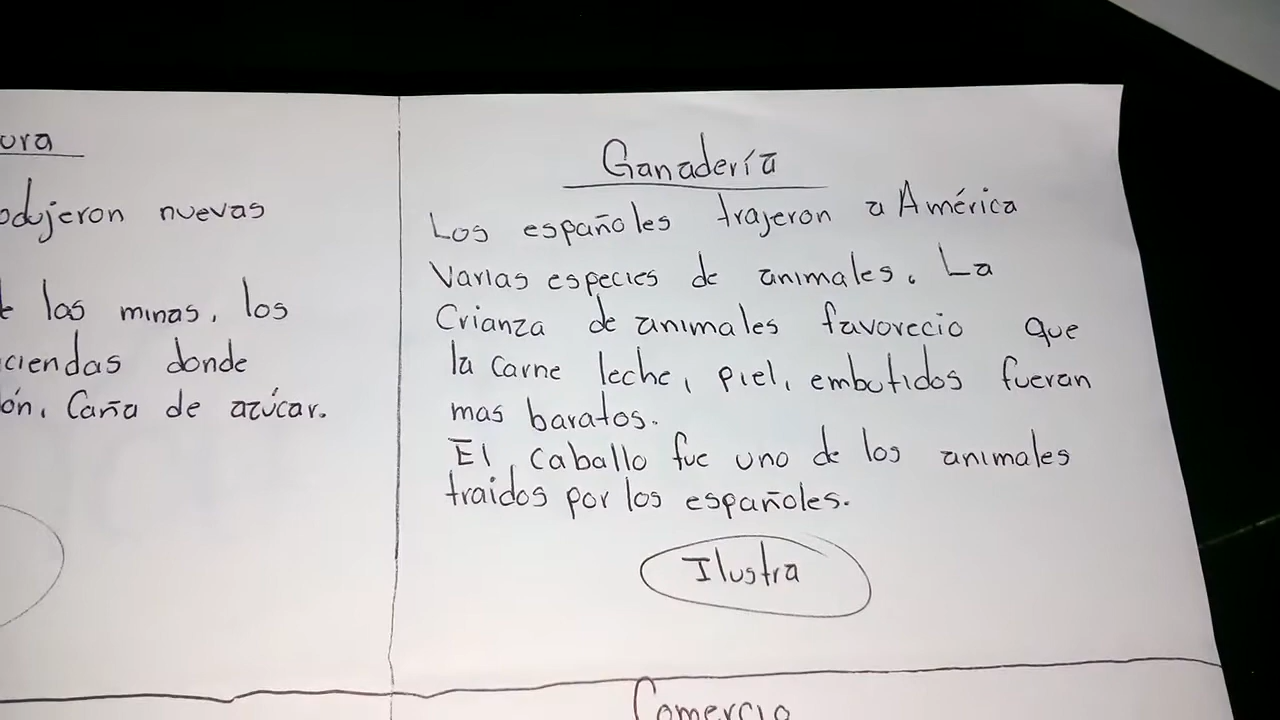 ura
odujeron nuevas
las minas, los
ciendas donde
ón, Caña de azúcar.
Ganadería
Los españoles trajeron a América
Varias especies de animales. La
Crianza de animales favorecio que
la carne leche, piel, embutidos fueran
mas baratos.
El caballo fue uno de los animales
traidos por los españoles.
Ilustra
Comercio